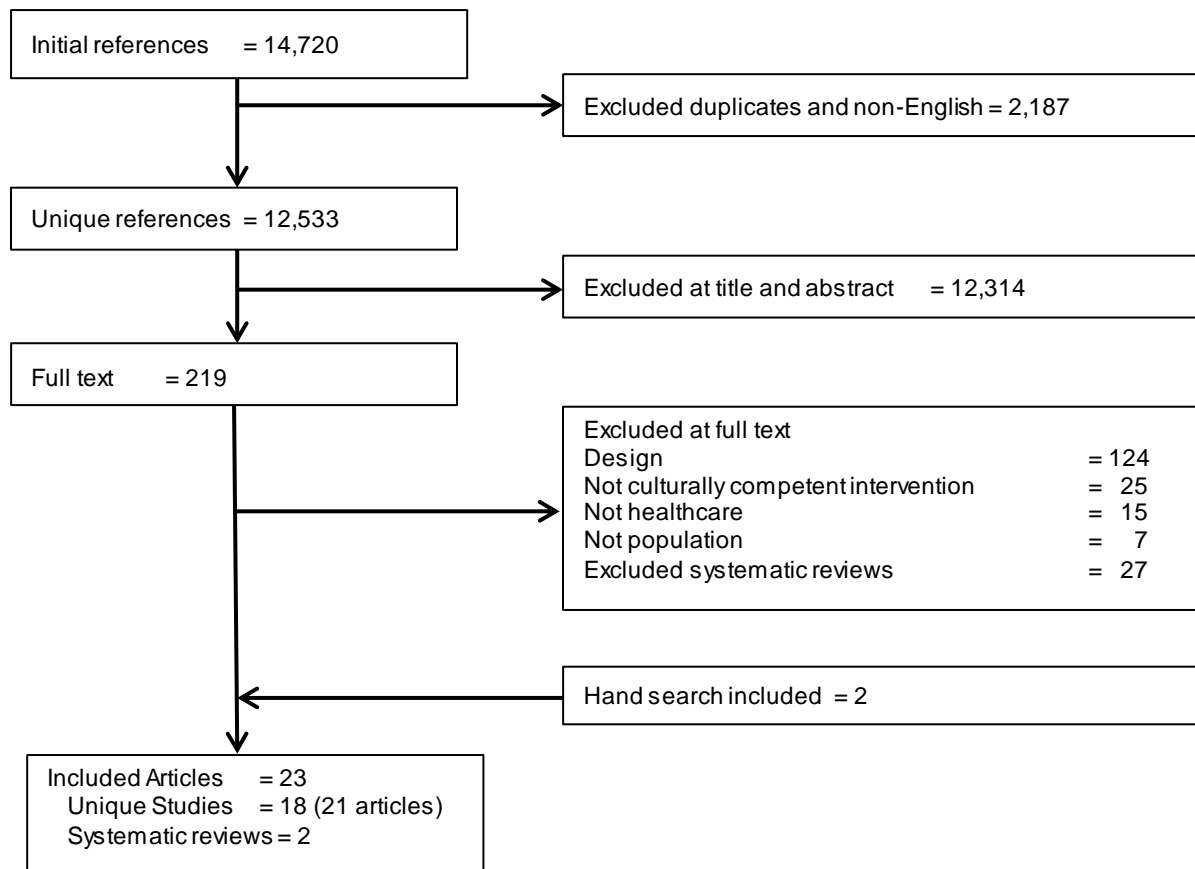 Initial references = 14,720
Excluded duplicates and non-English = 2,187
Unique references = 12,533
Excluded at title and abstract = 12,314
Full text = 219
Excluded at full text
Design = 124
Not culturally competent intervention = 25
Not healthcare = 15
Not population = 7
Excluded systematic reviews = 27
Hand search included = 2
Included Articles = 23
Unique Studies = 18 (21 articles)
Systematic reviews = 2